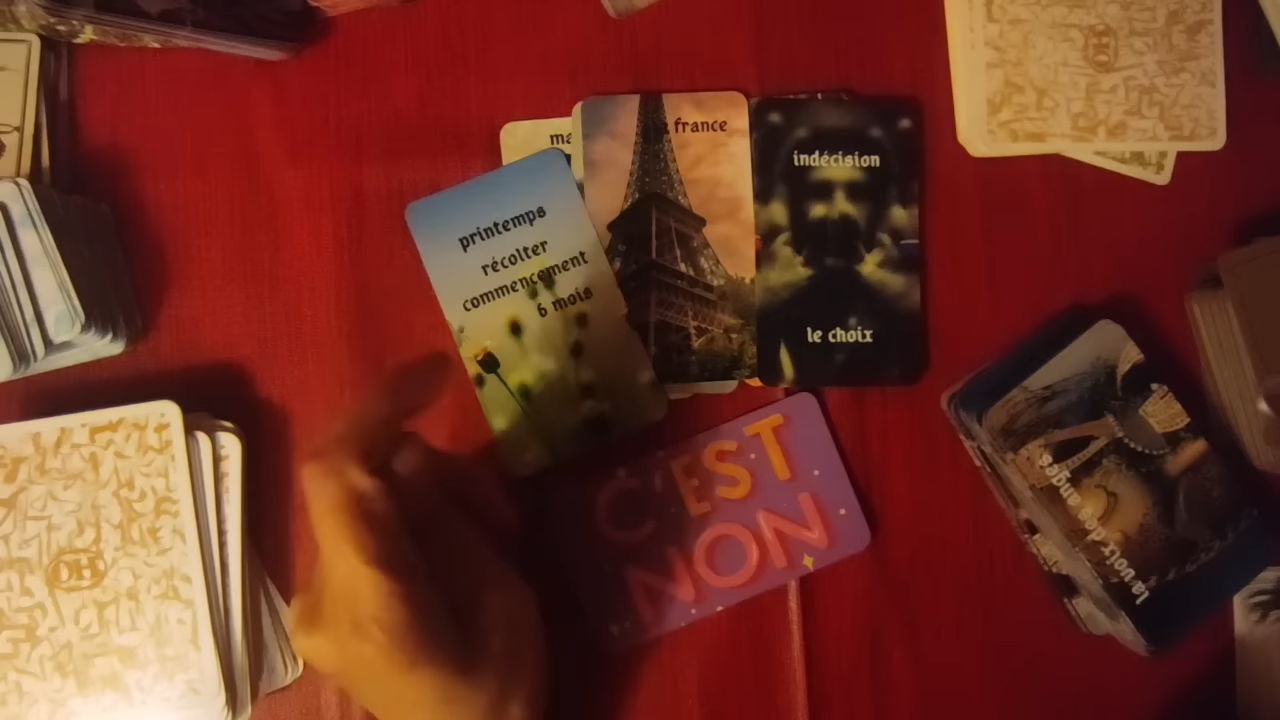 france
indécision
le choix
printemps
récolter
commencement
6 mois
C'EST
NON
la voix des anges
OH
OH